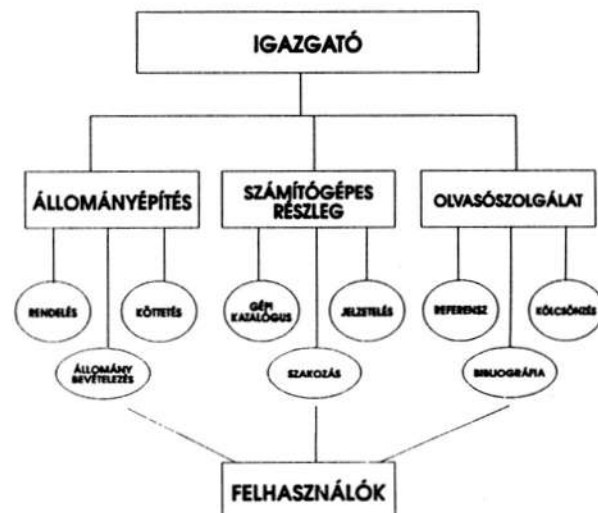 IGAZGATÓ
ÁLLOMÁNYÉPÍTÉS
SZÁMÍTÓGÉPES
RÉSZLEG
OLVASÓSZOLGÁLAT
RENDELÉS
KÖTTETÉS
GÉPI
KATALÓGUS
JELZETELÉS
REFERENSZ
KÖLCSÖNZÉS
ÁLLOMÁNY
BEVÉTELEZÉS
SZAKOZÁS
BIBLIOGRÁFIA
FELHASZNÁLÓK